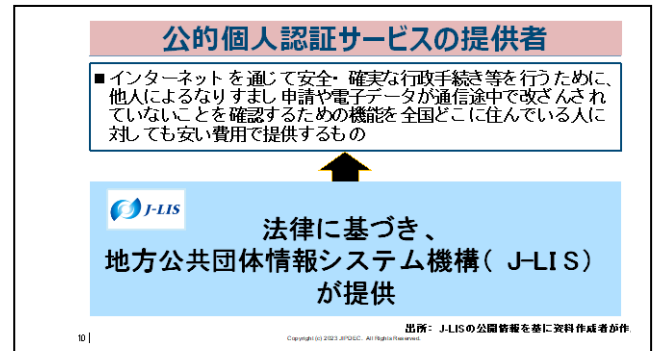 公的個人認証サービスの提供者
■インターネットを通じて安全・確実な行政手続き等を行うために、
他人によるなりすまし申請や電子データが通信途中で改ざんされ
ていないことを確認するための機能を全国どこに住んでいる人に
対しても安い費用で提供するもの
J-LIS
法律に基づき、
地方公共団体情報システム機構（J-LIS）
が提供
出所：J-LISの公開情報を基に資料作成者が作
10 |
Copyright (c) 2023 JIPDEC. All Rights Reserved.